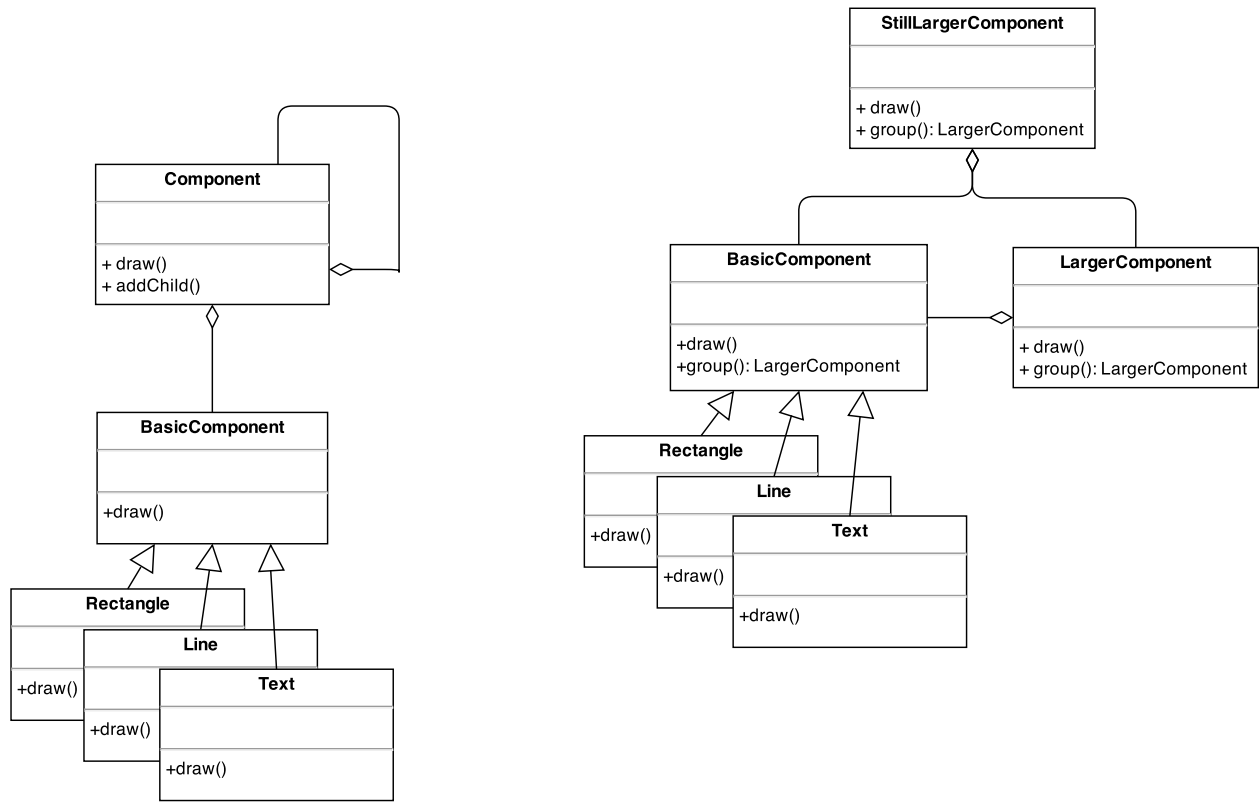 Component
+ draw()
+ addChild()
BasicComponent
+draw()
Rectangle
+draw()
Line
+draw()
Text
+draw()
StillLargerComponent
+ draw()
+ group(): LargerComponent
BasicComponent
+draw()
+group(): LargerComponent
LargerComponent
+ draw()
+ group(): LargerComponent
Rectangle
+draw()
Line
+draw()
Text
+draw()